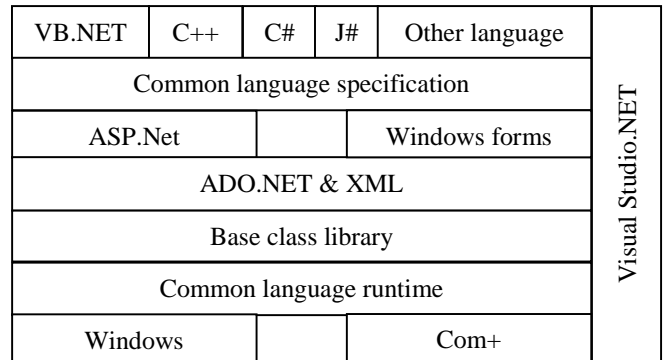 VB.NET C++ C# J# Other language
Common language specification
ASP.Net Windows forms
ADO.NET & XML
Base class library
Common language runtime
Windows Com+
Visual Studio.NET